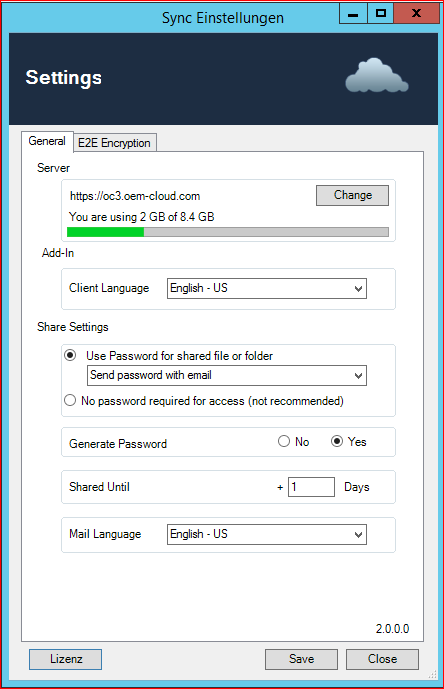 Sync Einstellungen
Settings
General
E2E Encryption
Server
https://oc3.oem-cloud.com
Change
You are using 2 GB of 8.4 GB
Add-In
Client Language
English - US
Share Settings
Use Password for shared file or folder
Send password with email
No password required for access (not recommended)
Generate Password
No
Yes
Shared Until
+ 1 Days
Mail Language
English - US
2.0.0.0
Lizenz
Save
Close